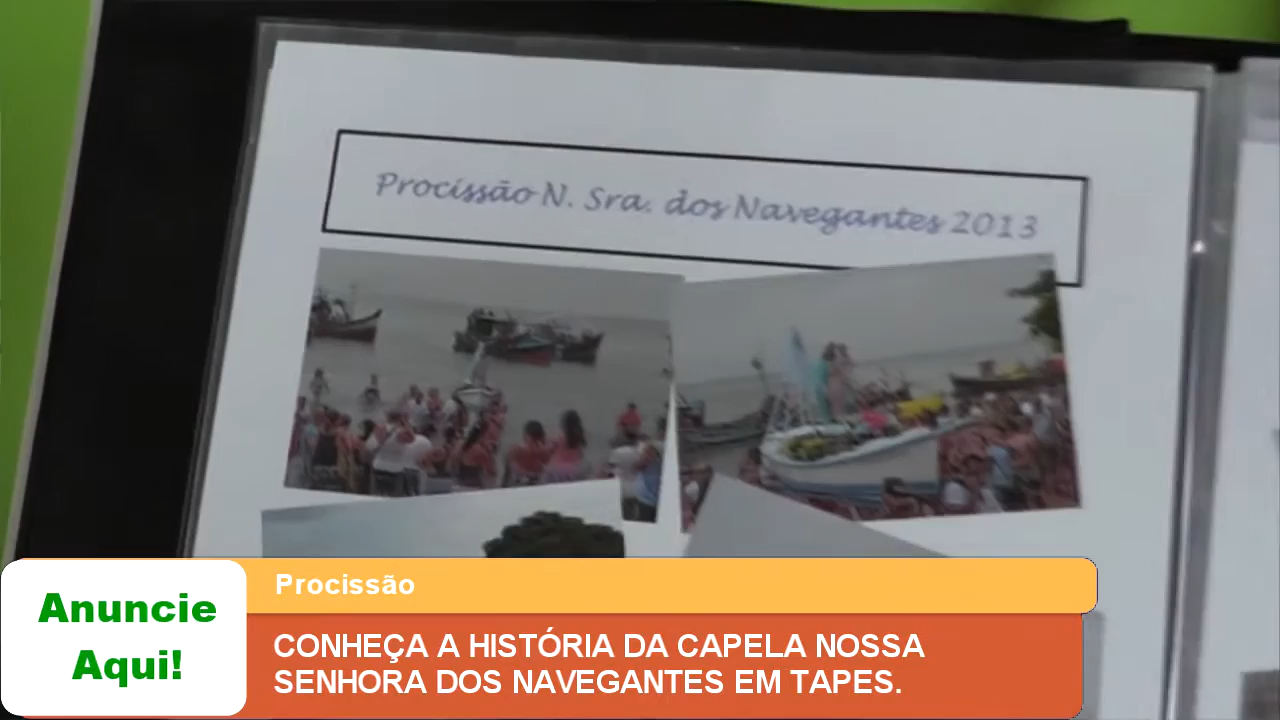 Procissão N. Sra. dos Navegantes 2013
Procissão
Anuncie
Aqui!
CONHEÇA A HISTÓRIA DA CAPELA NOSSA
SENHORA DOS NAVEGANTES EM TAPES.